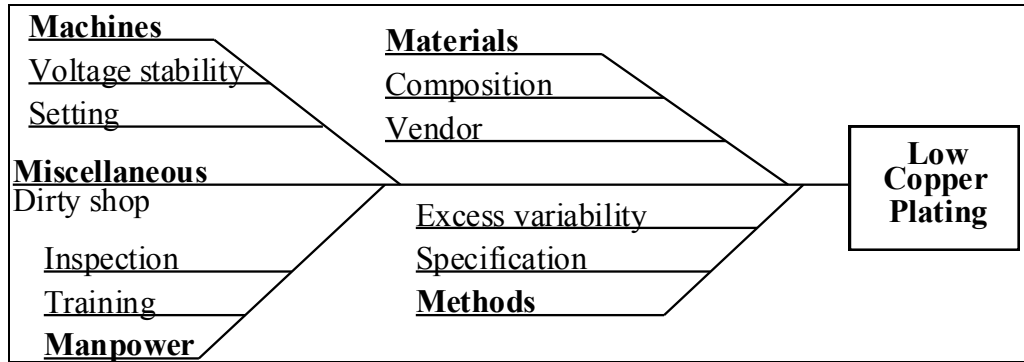 Machines
Voltage stability
Setting
Materials
Composition
Vendor
Miscellaneous
Dirty shop
Inspection
Training
Manpower
Excess variability
Specification
Methods
Low
Copper
Plating